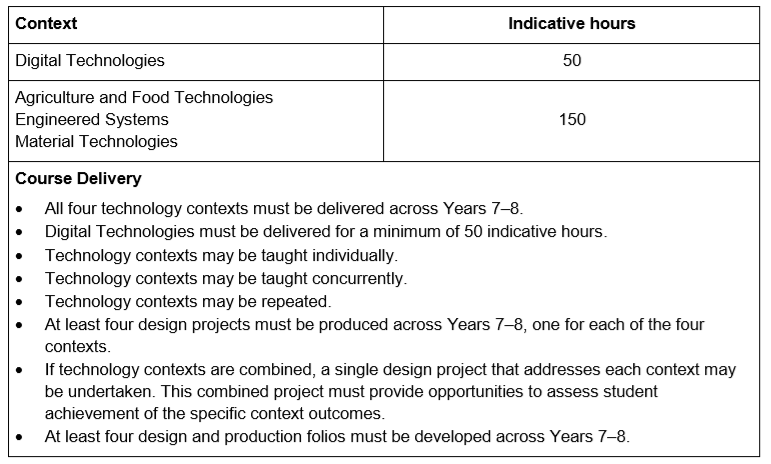 Context Indicative hours
Digital Technologies 50
Agriculture and Food Technologies
Engineered Systems 150
Material Technologies
Course Delivery
• All four technology contexts must be delivered across Years 7–8.
• Digital Technologies must be delivered for a minimum of 50 indicative hours.
• Technology contexts may be taught individually.
• Technology contexts may be taught concurrently.
• Technology contexts may be repeated.
• At least four design projects must be produced across Years 7–8, one for each of the four
contexts.
• If technology contexts are combined, a single design project that addresses each context may
be undertaken. This combined project must provide opportunities to assess student
achievement of the specific context outcomes.
• At least four design and production folios must be developed across Years 7–8.